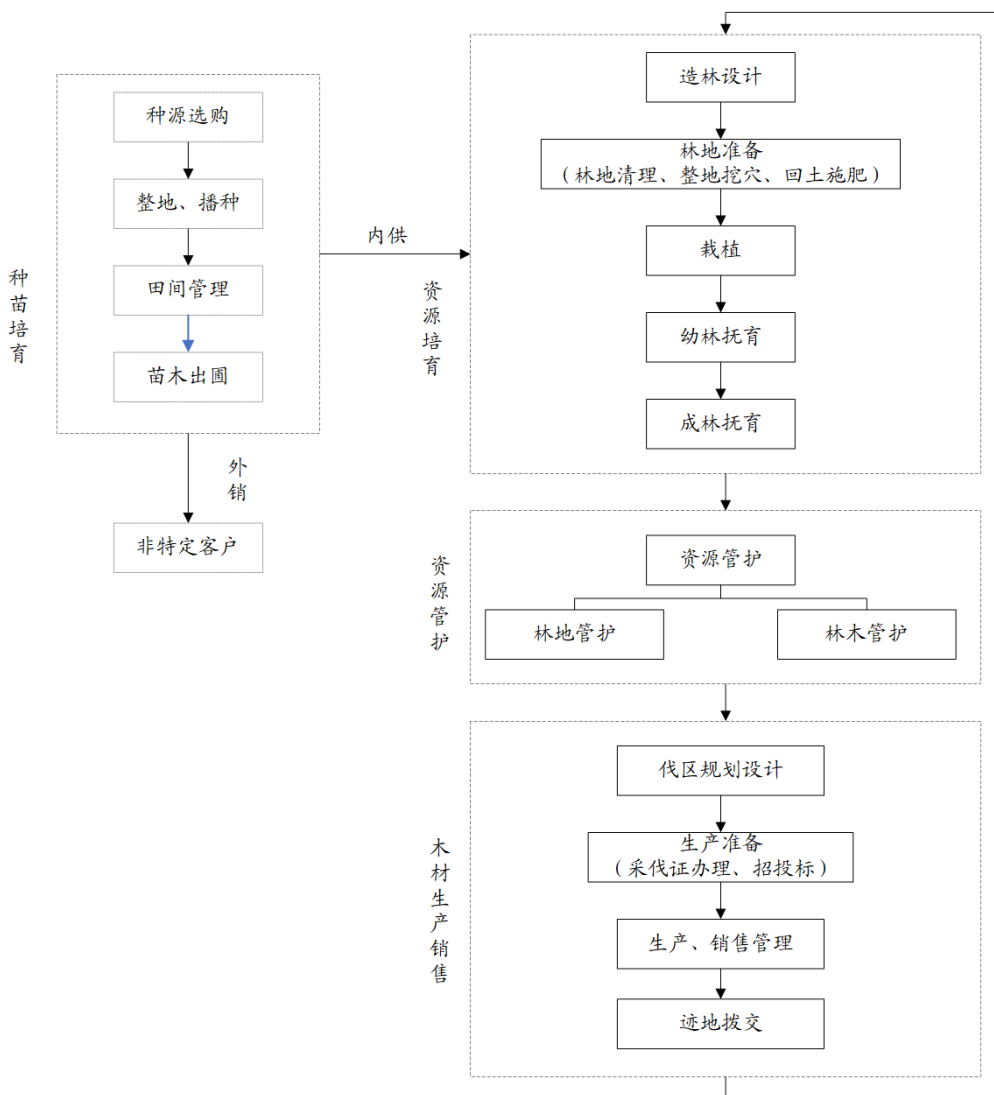 种源选购
整地、播种
田间管理
苗木出圃
种苗培育
内供
外销
非特定客户
造林设计
林地准备
（林地清理、整地挖穴、回土施肥）
栽植
幼林抚育
成林抚育
资源培育
资源管护
林地管护
林木管护
资源管护
伐区规划设计
生产准备
（采伐证办理、招投标）
生产、销售管理
迹地拨交
木材生产销售